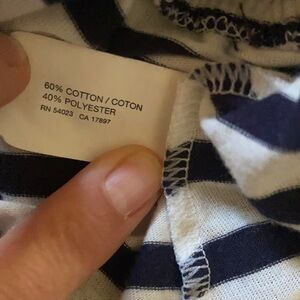 60% COTTON / COTON
40% POLYESTER
RN 54023 CA 17897